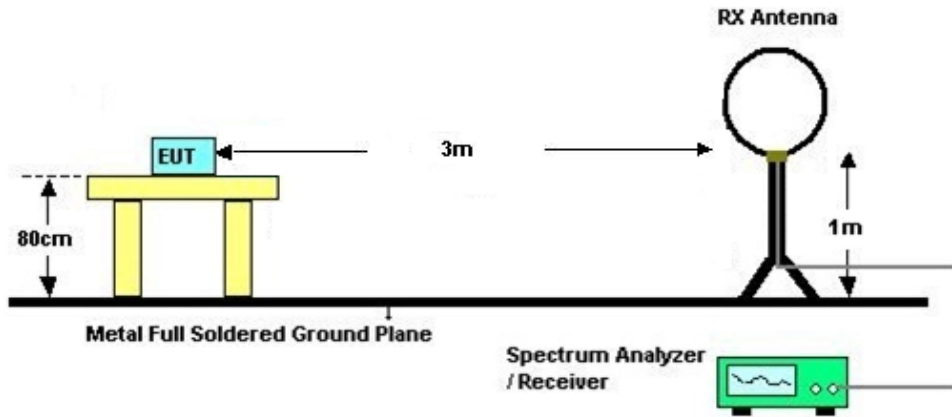 RX Antenna
EUT
3m
80cm
1m
Metal Full Soldered Ground Plane
Spectrum Analyzer
/ Receiver